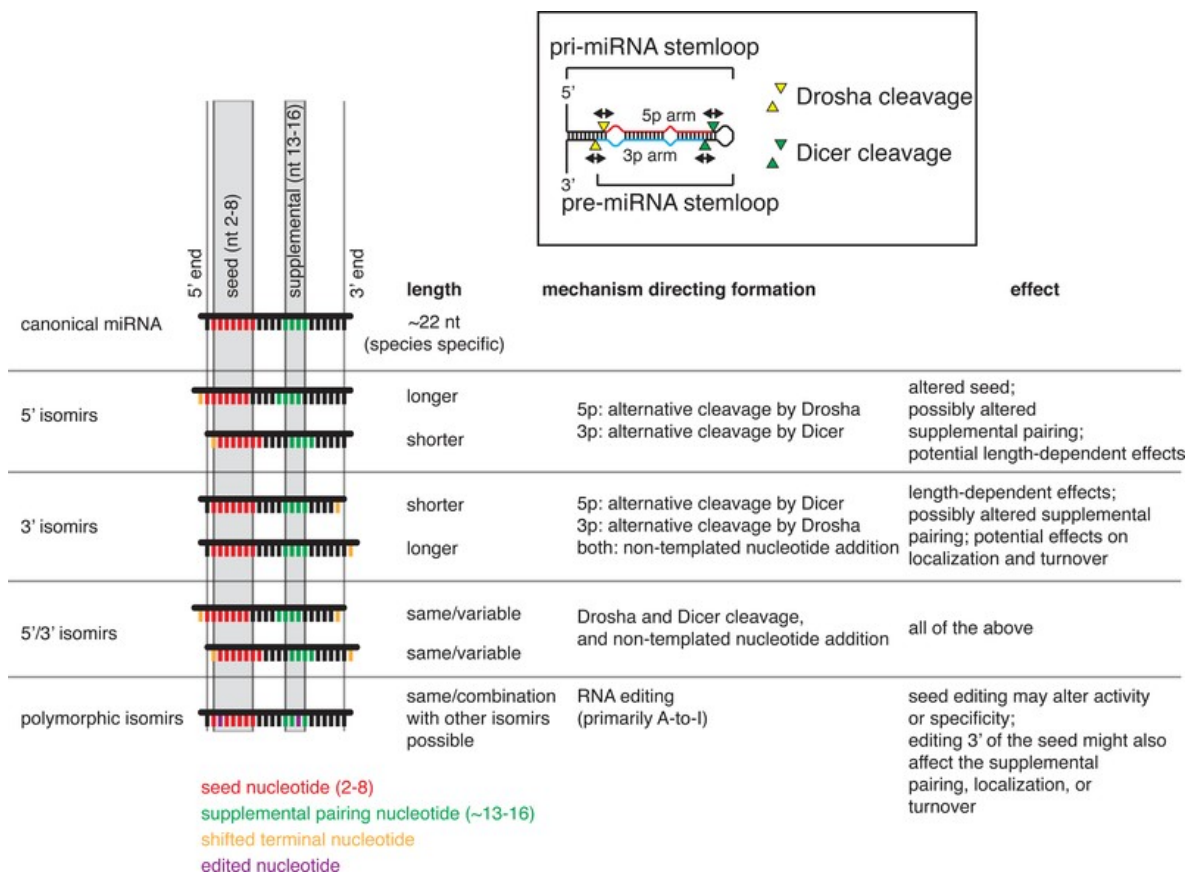 pri-miRNA stemloop
5'
5p arm
3p arm
3'
pre-miRNA stemloop
Drosha cleavage
Dicer cleavage
5' end
seed (nt 2-8)
supplemental (nt 13-16)
3' end
length
mechanism directing formation
effect
canonical miRNA
~22 nt
(species specific)
5' isomirs
longer
shorter
5p: alternative cleavage by Drosha
3p: alternative cleavage by Dicer
altered seed;
possibly altered
supplemental pairing;
potential length-dependent effects
3' isomirs
shorter
longer
5p: alternative cleavage by Dicer
3p: alternative cleavage by Drosha
both: non-templated nucleotide addition
length-dependent effects;
possibly altered supplemental
pairing; potential effects on
localization and turnover
5'/3' isomirs
same/variable
same/variable
Drosha and Dicer cleavage,
and non-templated nucleotide addition
all of the above
polymorphic isomirs
same/combination
with other isomirs
possible
RNA editing
(primarily A-to-I)
seed editing may alter activity
or specificity;
editing 3' of the seed might also
affect the supplemental
pairing, localization, or
turnover
seed nucleotide (2-8)
supplemental pairing nucleotide (~13-16)
shifted terminal nucleotide
edited nucleotide